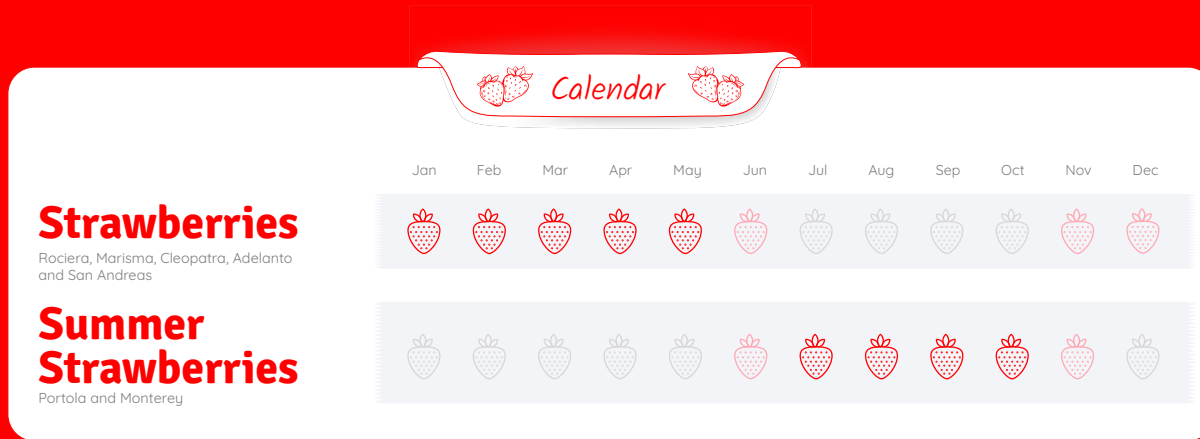 Calendar
Jan Feb Mar Apr May Jun Jul Aug Sep Oct Nov Dec
Strawberries
Rociera, Marisma, Cleopatra, Adelanto
and San Andreas
Summer
Strawberries
Portola and Monterey